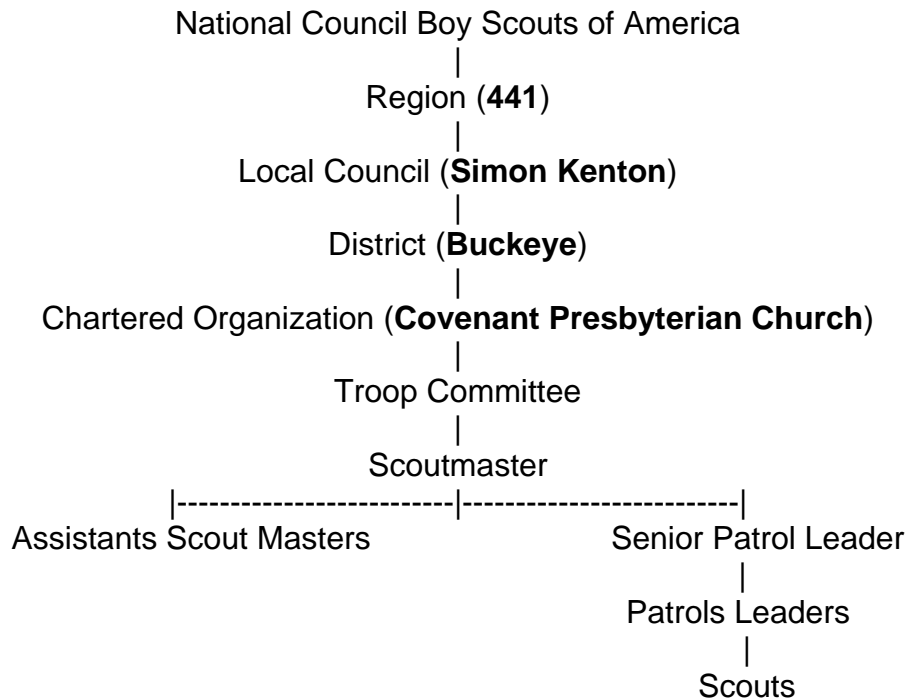 National Council Boy Scouts of America
|
Region (441)
|
Local Council (Simon Kenton)
|
District (Buckeye)
|
Chartered Organization (Covenant Presbyterian Church)
|
Troop Committee
|
Scoutmaster
|--------------------------|--------------------------|
Assistants Scout Masters Senior Patrol Leader
|
Patrols Leaders
|
Scouts